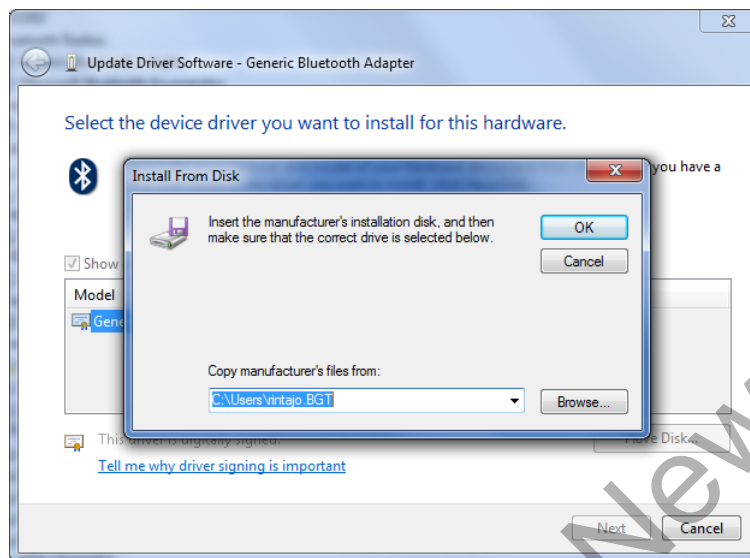 Update Driver Software - Generic Bluetooth Adapter
Select the device driver you want to install for this hardware.
you have a
Install From Disk
Insert the manufacturer's installation disk, and then
make sure that the correct drive is selected below.
OK
Cancel
Show
Model
Gene
Copy manufacturer's files from:
C:\Users\rintajo.BGT
Browse...
This driver is digitally signed.
Have Disk...
Tell me why driver signing is important
Next
Cancel
New